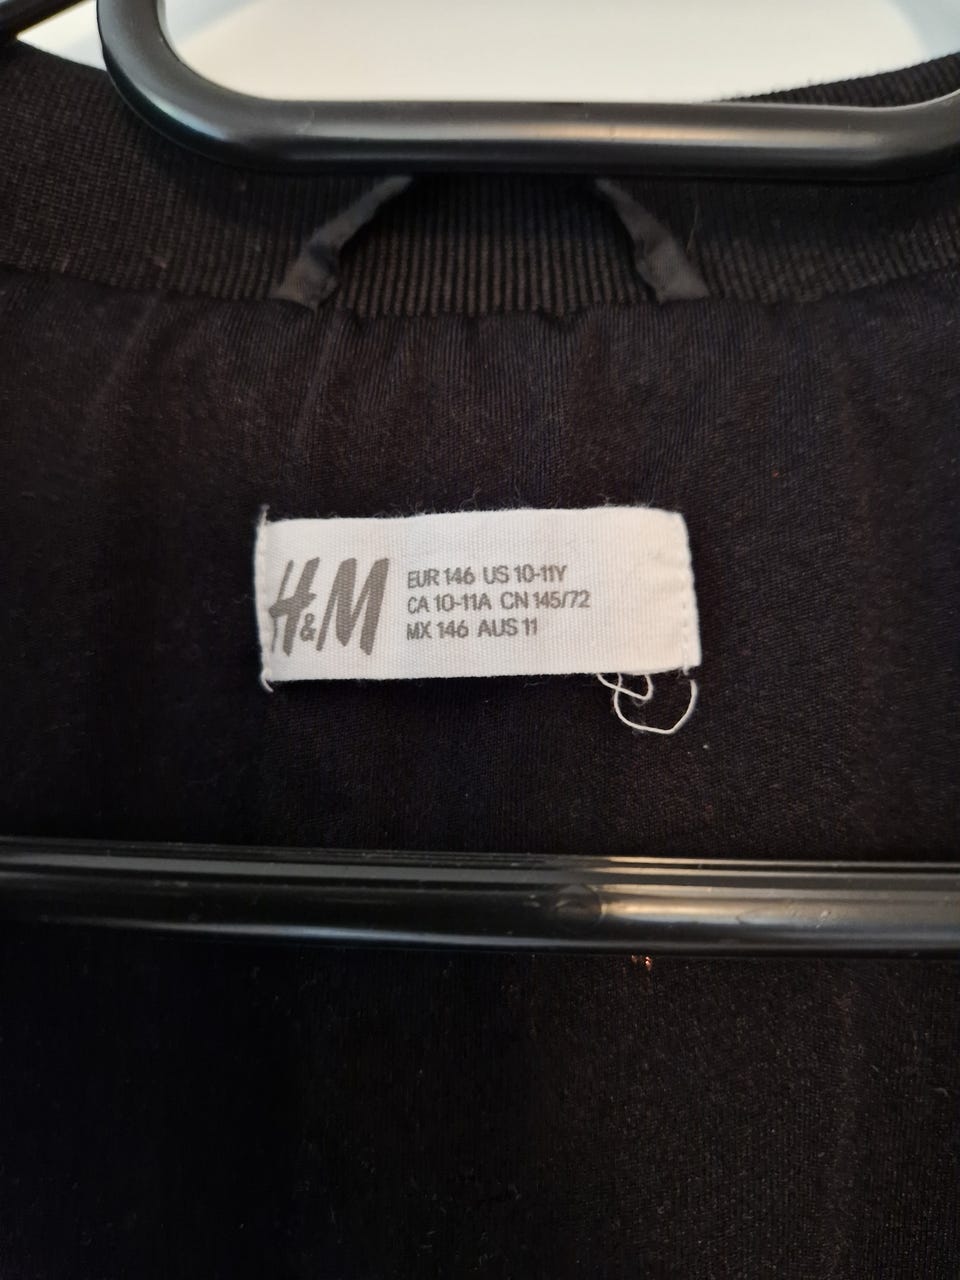 H&M
EUR 146 US 10-11Y
CA 10-11A CN 145/72
MX 146 AUS 11